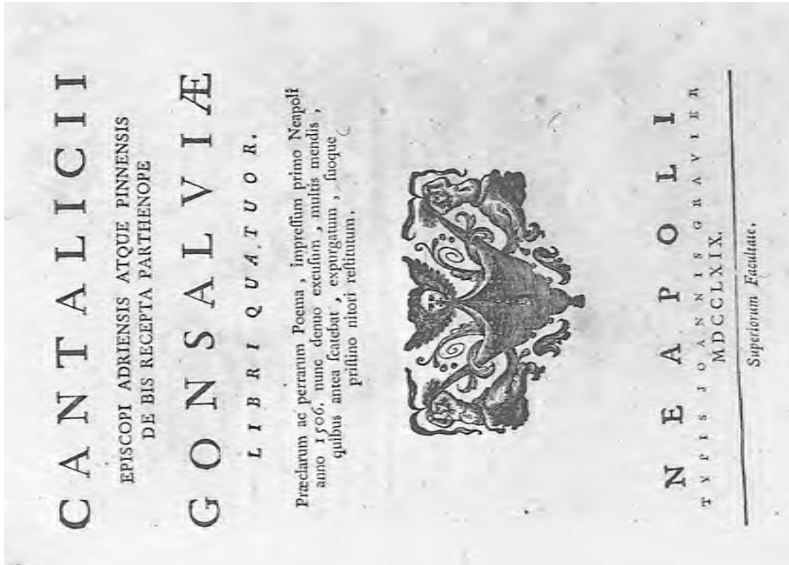 CANTALICII
EPISCOPI ADRIENSIS ATQUE PINNENSIS
DE BIS RECEPTA PARTHENOPE
GONSALVIÆ
LIBRI QUATUOR.
Præclarum ac perrarum Poema, impreſſum primo Neapoli
anno 1506. nunc denuo excuſum, multis mendis,
quibus antea ſcatebat, expurgatum, ſuoque
priſtino nitori reſtitutum.
NEAPOLI
TYPIS JOANNIS GRAVIER
MDCCLXIX.
Superiorum Facultate.